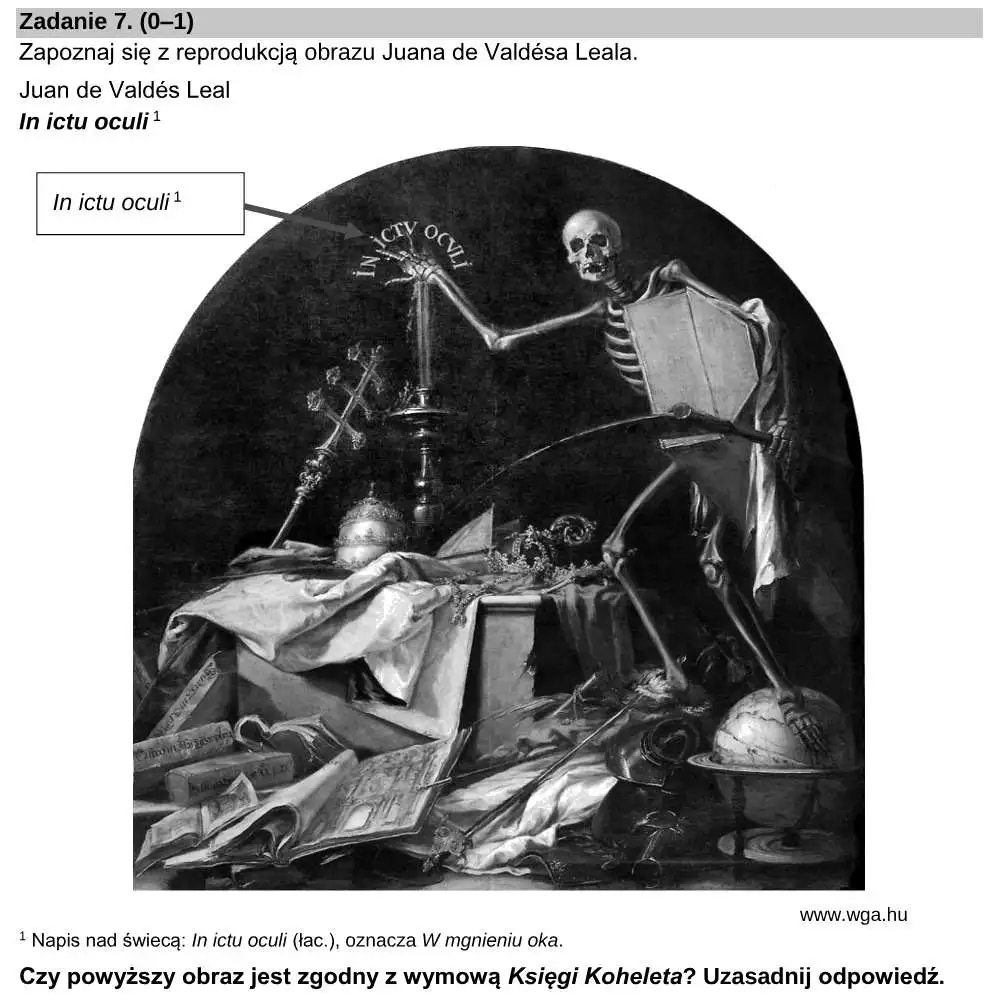 Zadanie 7. (0–1)
Zapoznaj się z reprodukcją obrazu Juana de Valdésa Leala.
Juan de Valdés Leal
In ictu oculi ¹
In ictu oculi ¹
IN ICTV OCVLI
www.wga.hu
¹ Napis nad świecą: In ictu oculi (łac.), oznacza W mgnieniu oka.
Czy powyższy obraz jest zgodny z wymową Księgi Koheleta? Uzasadnij odpowiedź.